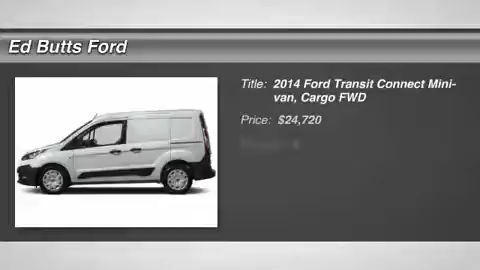 Ed Butts Ford
Title: 2014 Ford Transit Connect Mini-
van, Cargo FWD
Price: $24,720